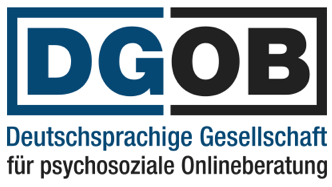 DGOB
Deutschsprachige Gesellschaft
für psychosoziale Onlineberatung